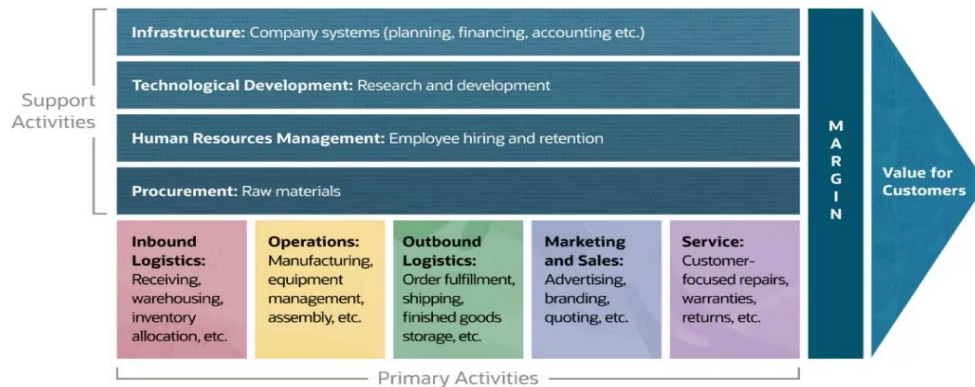 Infrastructure: Company systems (planning, financing, accounting etc.)
Technological Development: Research and development
Support
Activities
Human Resources Management: Employee hiring and retention
Procurement: Raw materials
MARGIN
Value for
Customers
Inbound
Logistics:
Receiving,
warehousing,
inventory
allocation, etc.
Operations:
Manufacturing,
equipment
management,
assembly, etc.
Outbound
Logistics:
Order fulfillment,
shipping,
finished goods
storage, etc.
Marketing
and Sales:
Advertising,
branding,
quoting, etc.
Service:
Customer-
focused repairs,
warranties,
returns, etc.
Primary Activities